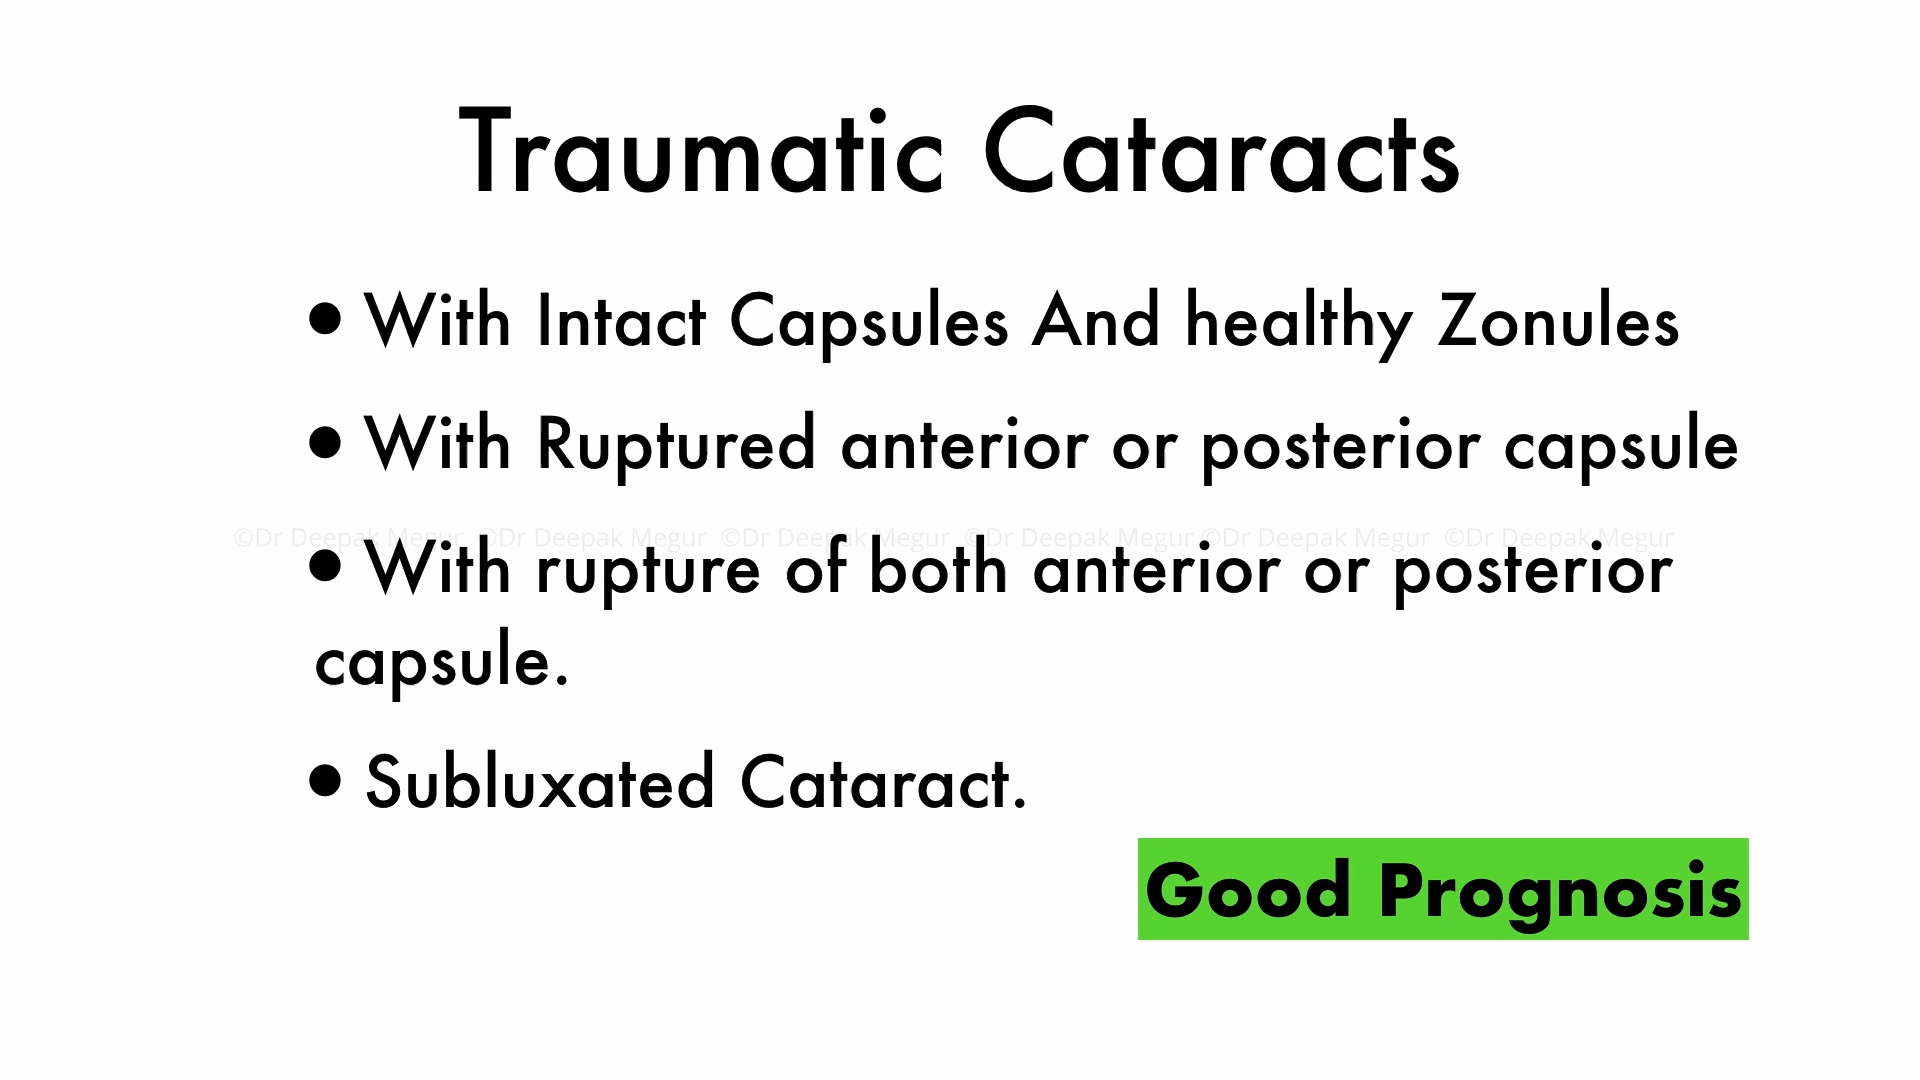 Traumatic Cataracts
• With Intact Capsules And healthy Zonules
• With Ruptured anterior or posterior capsule
©Dr Deepak Megur ©Dr Deepak Megur ©Dr Deepak Megur ©Dr Deepak Megur ©Dr Deepak Megur ©Dr Deepak Megur
• With rupture of both anterior or posterior
capsule.
• Subluxated Cataract.
Good Prognosis